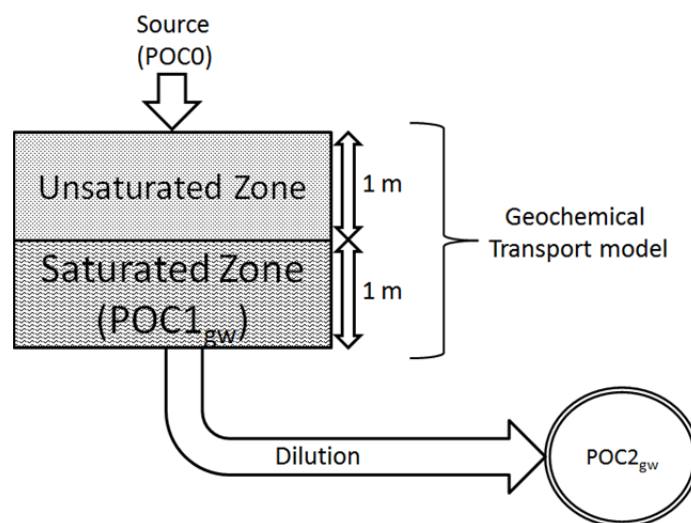 Source
(POC0)
Unsaturated Zone
1 m
Saturated Zone
(POC1gw)
1 m
Geochemical
Transport model
Dilution
POC2gw